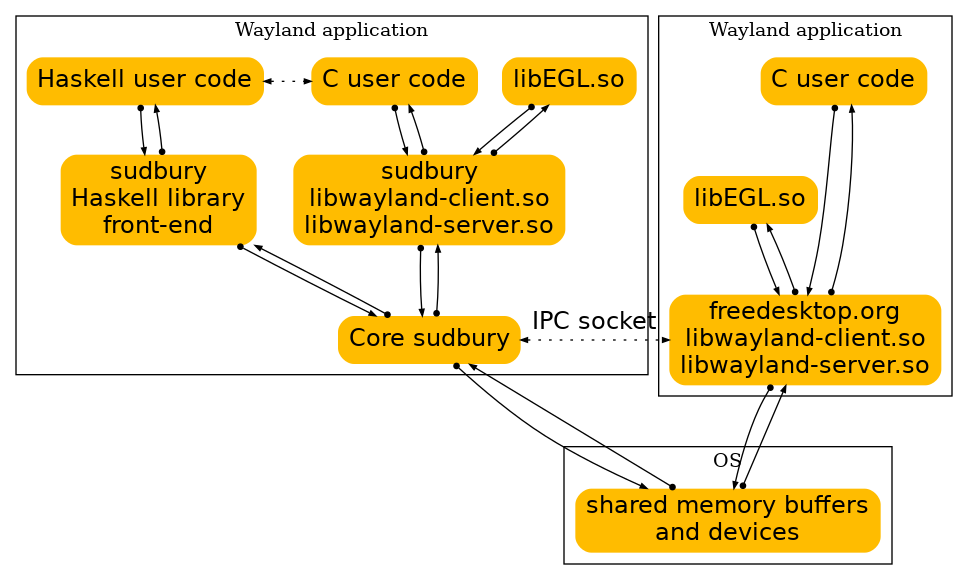 Wayland application
Haskell user code
C user code
libEGL.so
sudbury
Haskell library
front-end
sudbury
libwayland-client.so
libwayland-server.so
Core sudbury
IPC socket
Wayland application
C user code
libEGL.so
freedesktop.org
libwayland-client.so
libwayland-server.so
OS
shared memory buffers
and devices